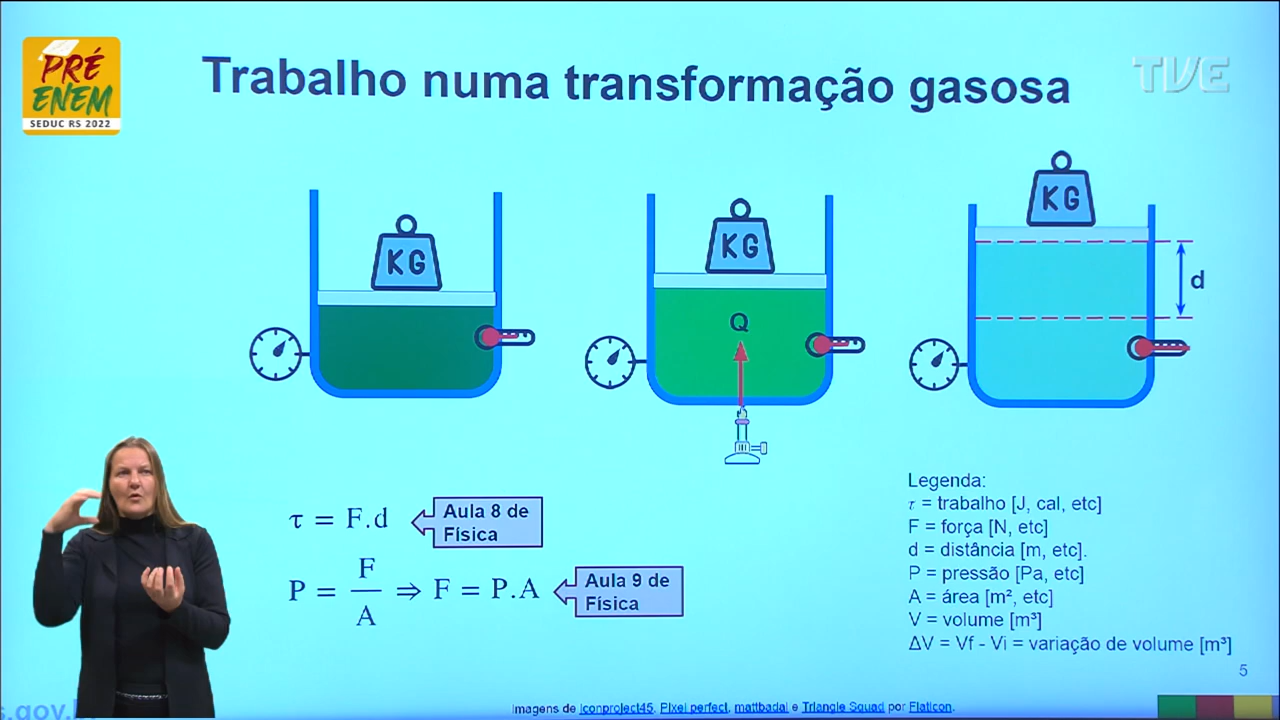 PRÉ
ENEM
SEDUC RS 2022
Trabalho numa transformação gasosa
TVE
KG
KG
KG
Q
d
τ = F.d
Aula 8 de
Física
P = F/A ⇒ F = P.A
Aula 9 de
Física
Legenda:
τ = trabalho [J, cal, etc]
F = força [N, etc]
d = distância [m, etc].
P = pressão [Pa, etc]
A = área [m², etc]
V = volume [m³]
ΔV = Vf - Vi = variação de volume [m³]
5
Imagens de Iconproject45, Pixel perfect, mattbadal e Triangle Squad por Flaticon.